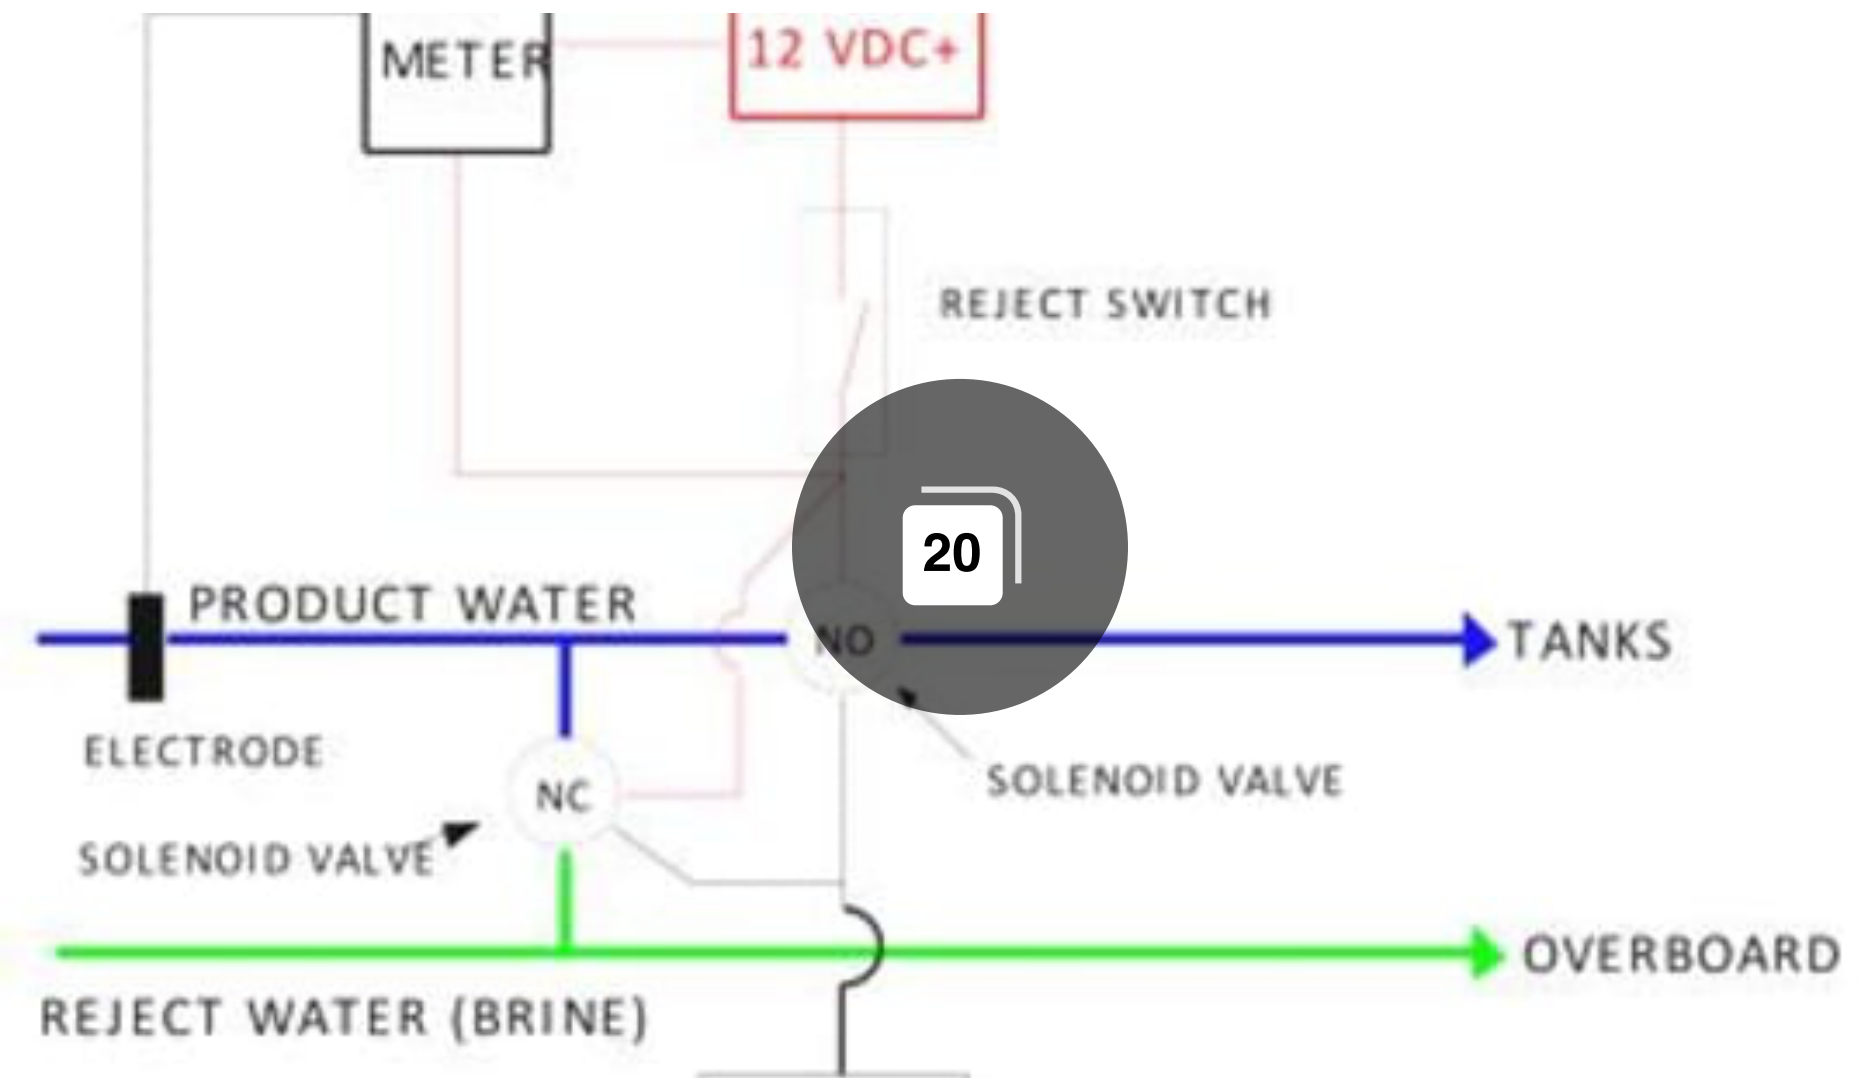 METER
12 VDC+
REJECT SWITCH
20
PRODUCT WATER
NO
TANKS
ELECTRODE
NC
SOLENOID VALVE
SOLENOID VALVE
OVERBOARD
REJECT WATER (BRINE)